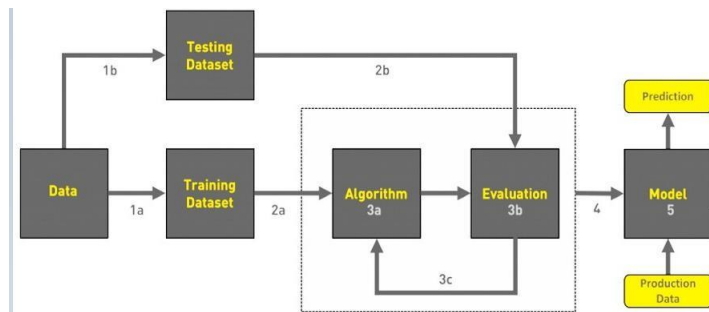 Testing
Dataset
1b
2b
Prediction
Data
Training
Dataset
Algorithm
3a
Evaluation
3b
Model
5
1a
2a
4
3c
Production
Data